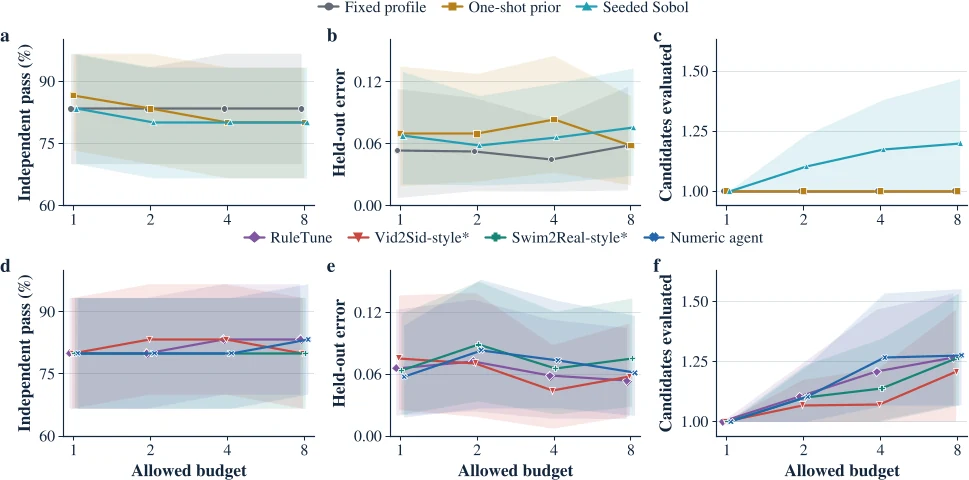 Fixed profile One-shot prior Seeded Sobol
a b c
Independent pass (%)
90
75
60
1 2 4 8
Held-out error
0.12
0.06
0.00
1 2 4 8
Candidates evaluated
1.50
1.25
1.00
1 2 4 8
RuleTune Vid2Sid-style* Swim2Real-style* Numeric agent
d e f
Independent pass (%)
90
75
60
1 2 4 8
Allowed budget
Held-out error
0.12
0.06
0.00
1 2 4 8
Allowed budget
Candidates evaluated
1.50
1.25
1.00
1 2 4 8
Allowed budget